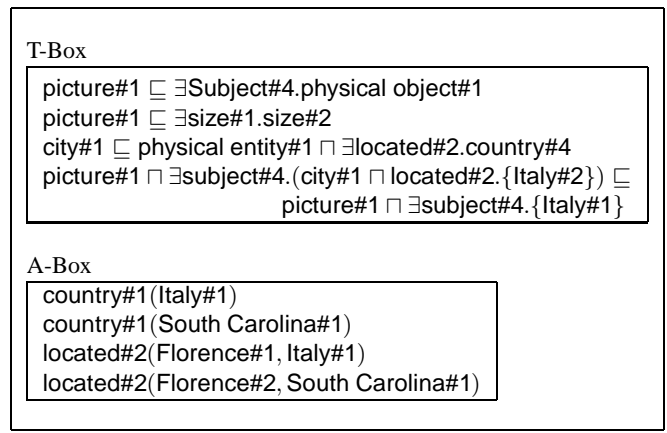 T-Box
picture#1 ⊑ ∃Subject#4.physical object#1
picture#1 ⊑ ∃size#1.size#2
city#1 ⊑ physical entity#1 ⊓ ∃located#2.country#4
picture#1 ⊓ ∃subject#4.(city#1 ⊓ located#2.{Italy#2}) ⊑
picture#1 ⊓ ∃subject#4.{Italy#1}
A-Box
country#1(Italy#1)
country#1(South Carolina#1)
located#2(Florence#1, Italy#1)
located#2(Florence#2, South Carolina#1)